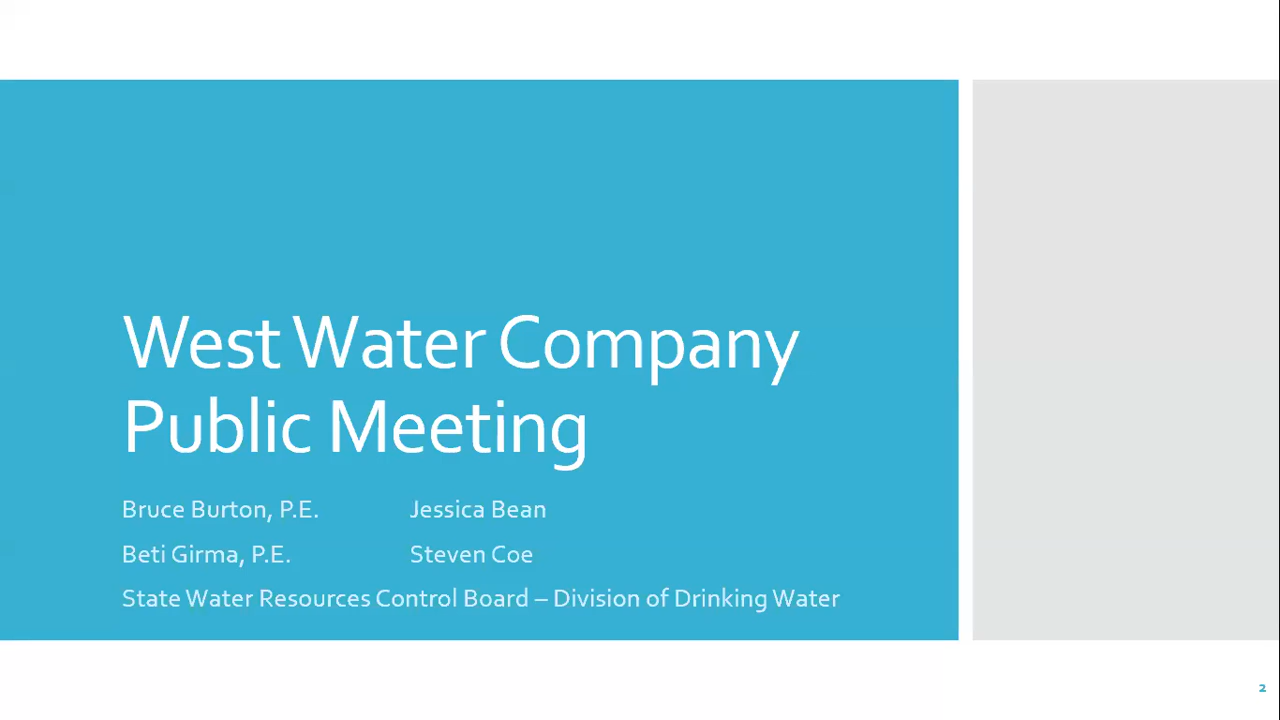 West Water Company
Public Meeting
Bruce Burton, P.E. Jessica Bean
Beti Girma, P.E. Steven Coe
State Water Resources Control Board – Division of Drinking Water
2